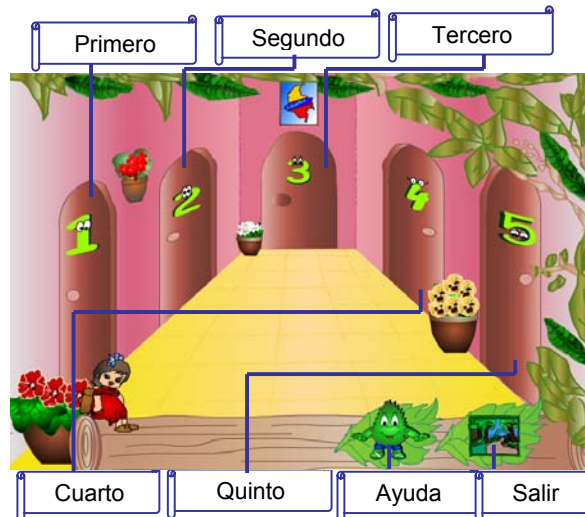 Primero
Segundo
Tercero
3
1
2
4
5
Cuarto
Quinto
Ayuda
Salir